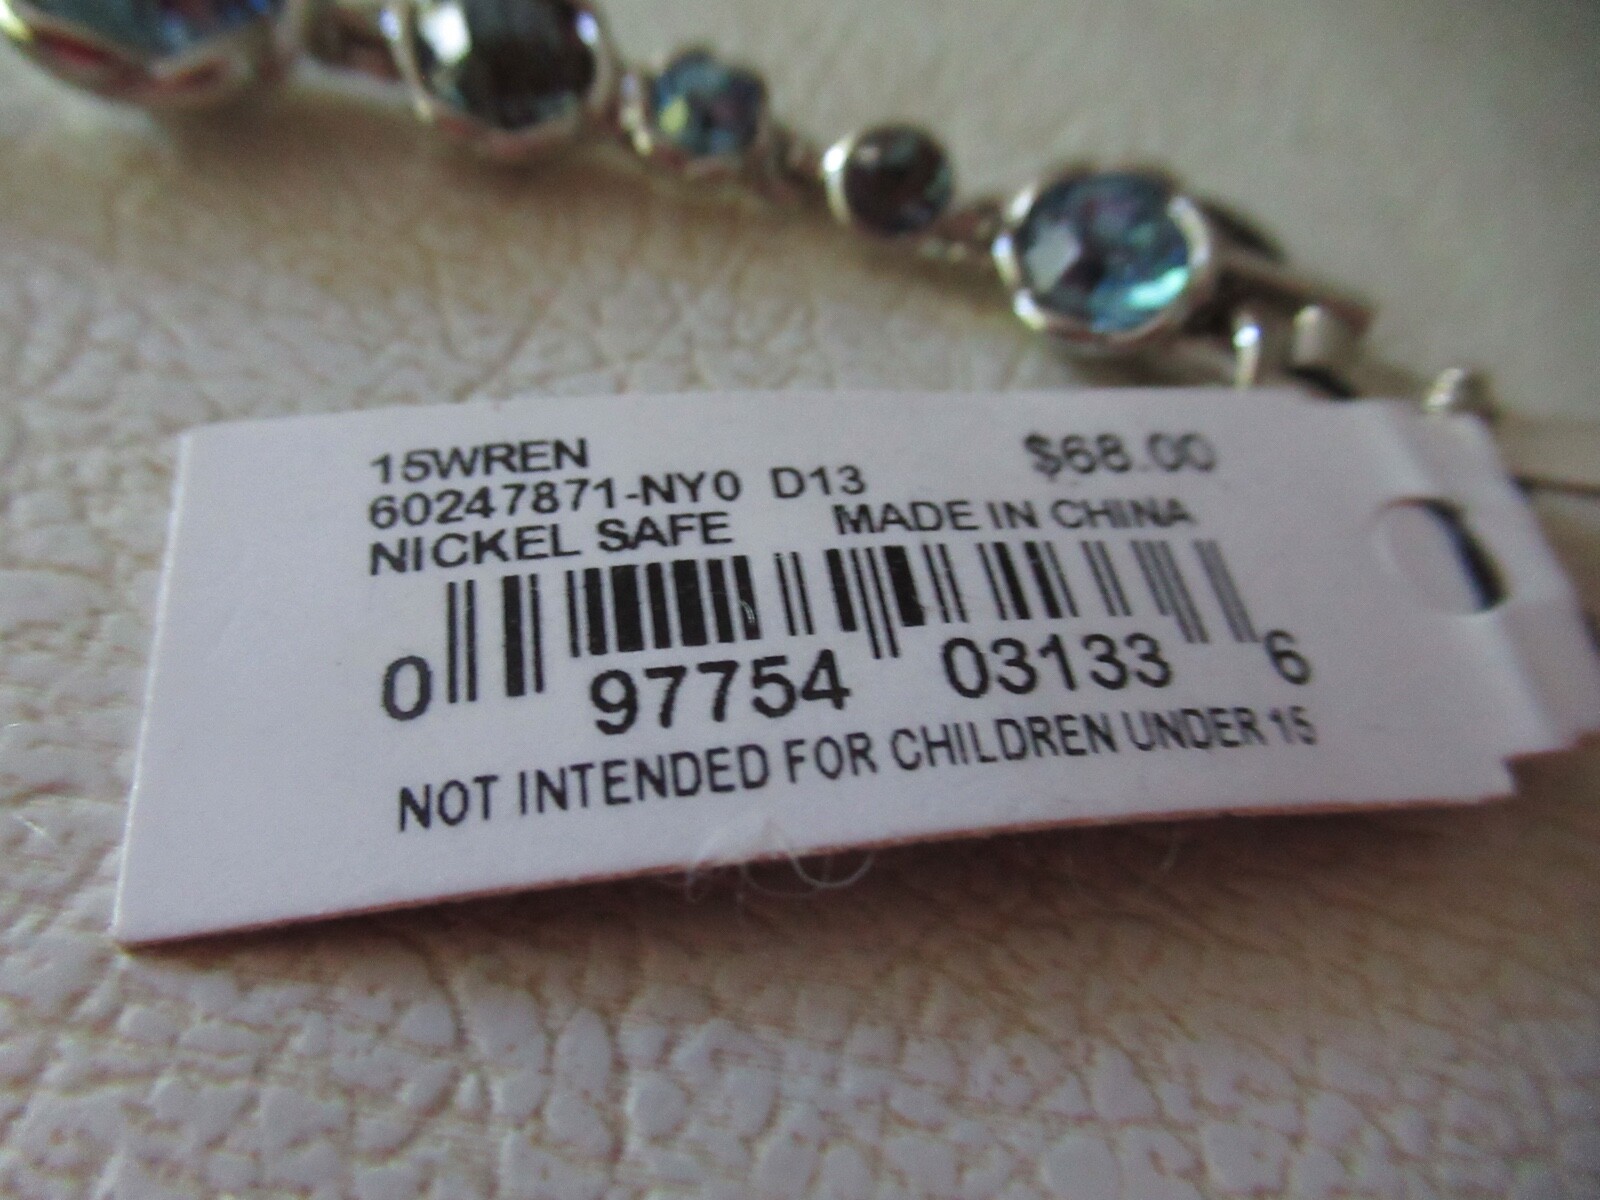 15WREN $68.00
60247871-NY0 D13
NICKEL SAFE MADE IN CHINA
0 97754 03133 6
NOT INTENDED FOR CHILDREN UNDER 15